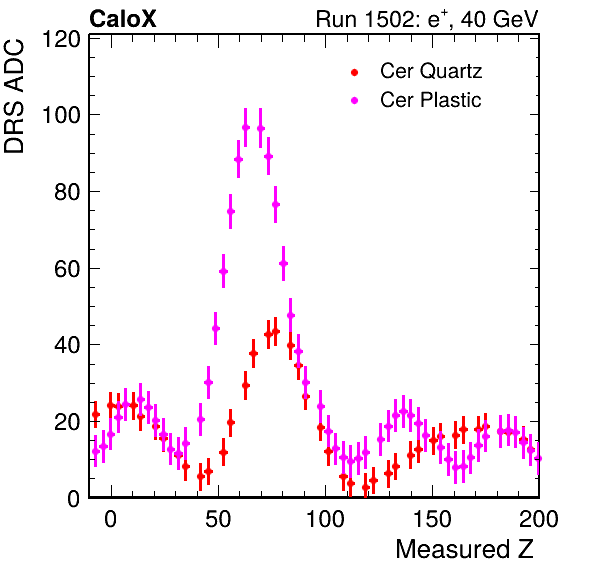 CaloX Run 1502: e⁺, 40 GeV
DRS ADC
120
100
80
60
40
20
0
Cer Quartz
Cer Plastic
0 50 100 150 200
Measured Z